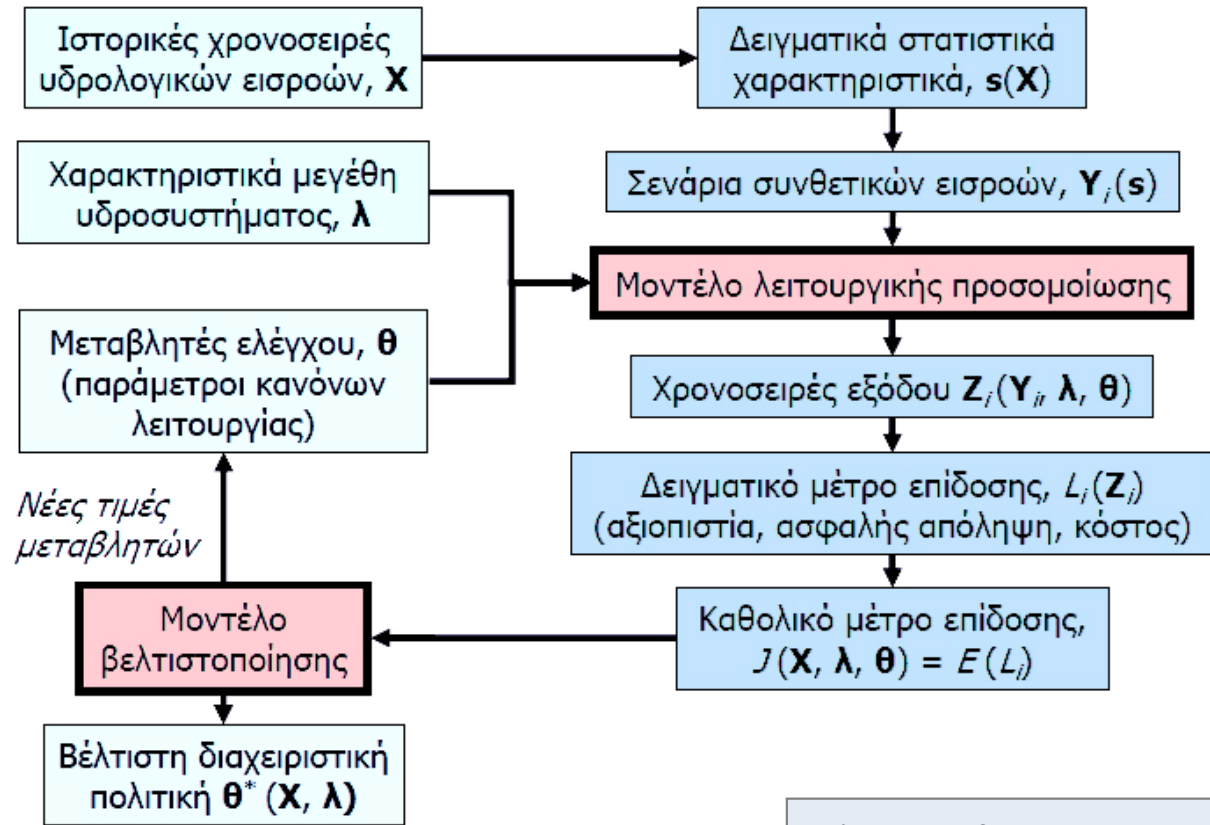 Ιστορικές χρονοσειρές
υδρολογικών εισροών, X
Δειγματικά στατιστικά
χαρακτηριστικά, s(X)
Χαρακτηριστικά μεγέθη
υδροσυστήματος, λ
Σενάρια συνθετικών εισροών, Yi(s)
Μοντέλο λειτουργικής προσομοίωσης
Μεταβλητές ελέγχου, θ
(παράμετροι κανόνων
λειτουργίας)
Χρονοσειρές εξόδου Zi(Yi, λ, θ)
Δειγματικό μέτρο επίδοσης, Li(Zi)
(αξιοπιστία, ασφαλής απόληψη, κόστος)
Νέες τιμές
μεταβλητών
Μοντέλο
βελτιστοποίησης
Καθολικό μέτρο επίδοσης,
J(X, λ, θ) = E(Li)
Βέλτιστη διαχειριστική
πολιτική θ* (X, λ)